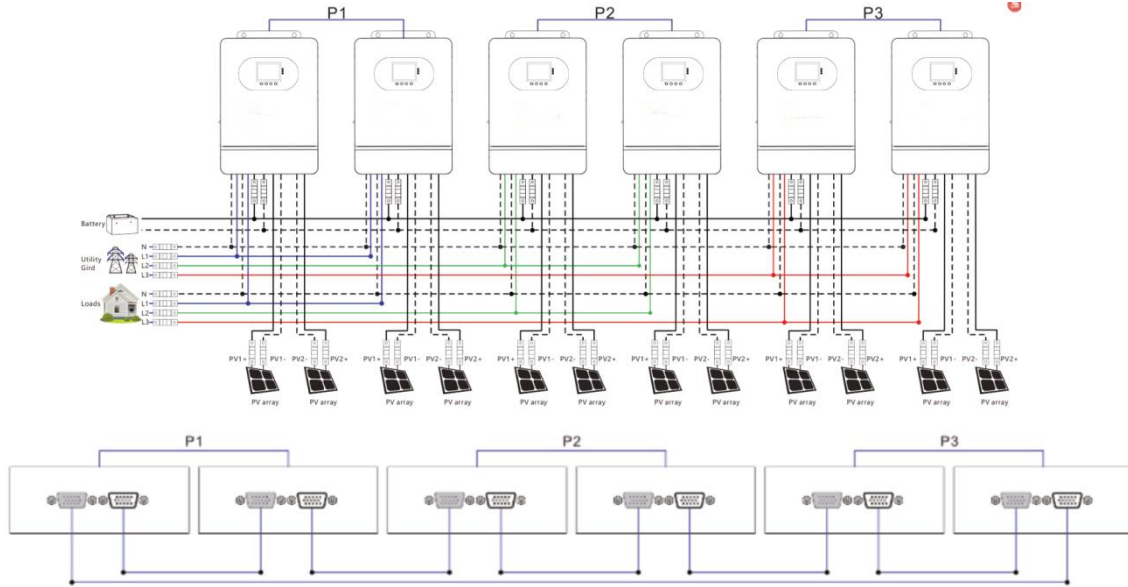 P1 P2 P3
Battery
N
Utility L1
Gird L2
L3
N
Loads L1
L2
L3
PV1+ PV1- PV2- PV2+ PV1+ PV1- PV2- PV2+ PV1+ PV1- PV2- PV2+ PV1+ PV1- PV2- PV2+ PV1+ PV1- PV2- PV2+ PV1+ PV1- PV2- PV2+
PV array PV array PV array PV array PV array PV array PV array PV array PV array PV array PV array PV array
P1 P2 P3